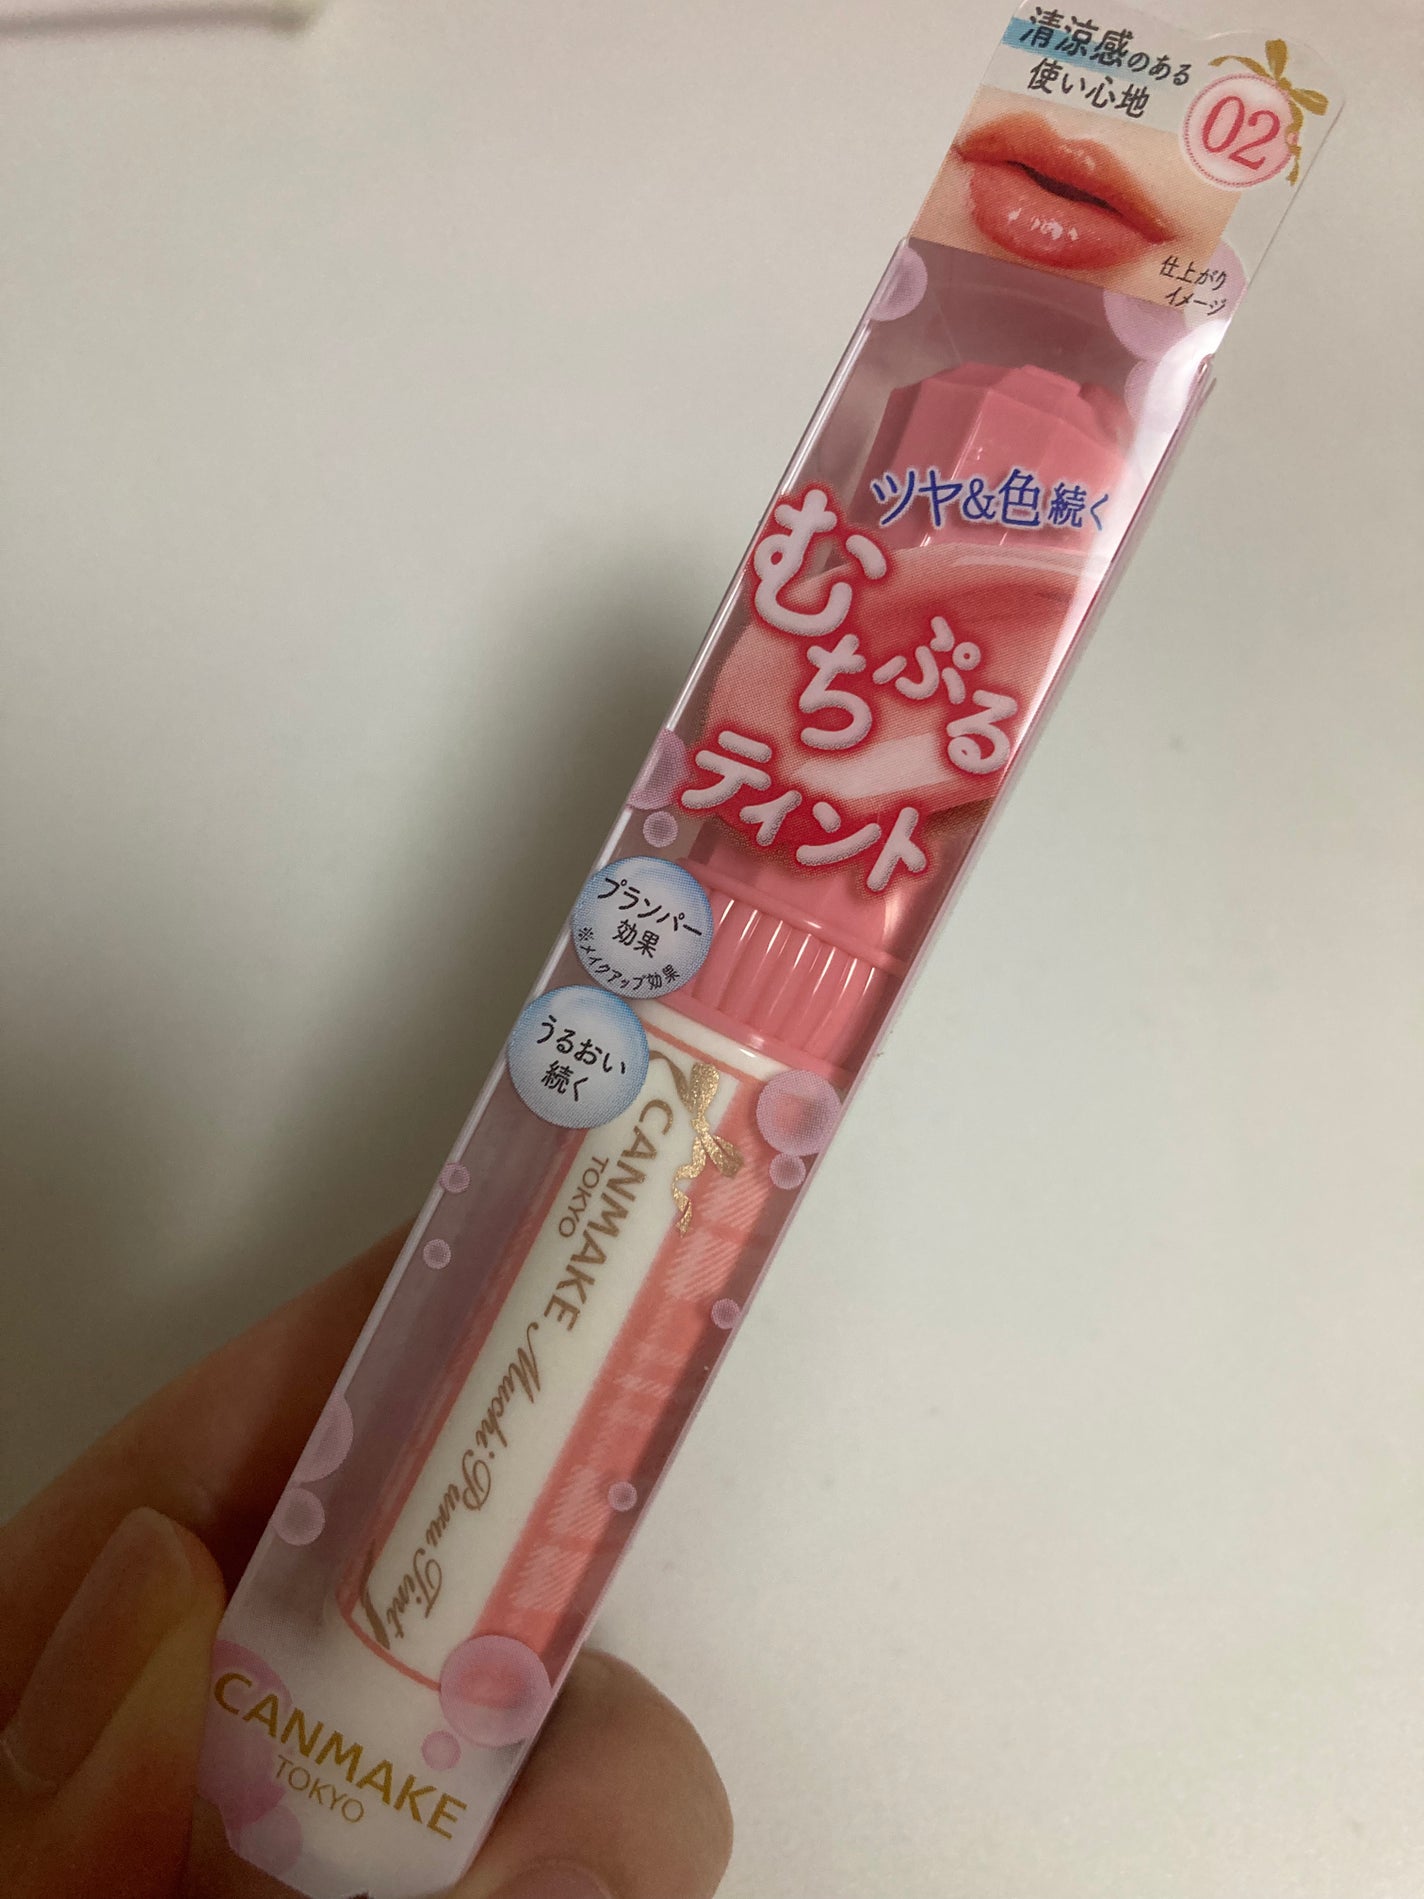 清涼感のある
使い心地
02
仕上がり
イメージ
ツヤ&色続く
むちぷる
ティント
プランパー
効果
※メイクアップ効果
うるおい
続く
CANMAKE
TOKYO
Muchi Puru Tint
CANMAKE
TOKYO